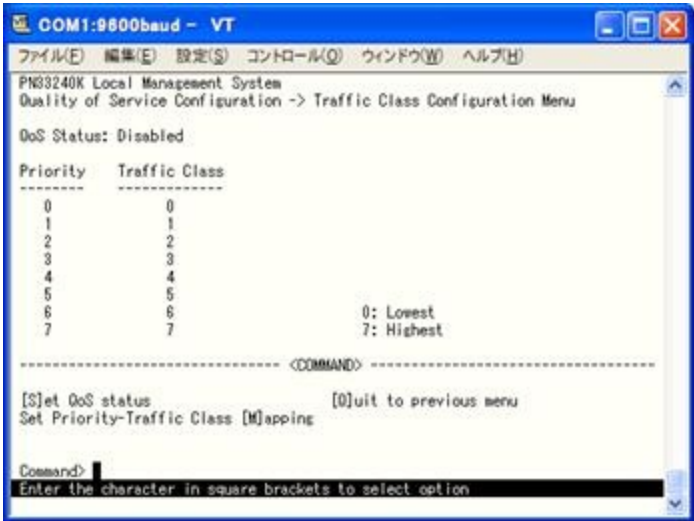 COM1:9600baud - VT
ファイル(F) 編集(E) 設定(S) コントロール(O) ウィンドウ(W) ヘルプ(H)
PN33240K Local Management System
Quality of Service Configuration -> Traffic Class Configuration Menu
QoS Status: Disabled
Priority Traffic Class
-------- -------------
0 0
1 1
2 2
3 3
4 4
5 5
6 6 0: Lowest
7 7 7: Highest
------------------------------- <COMMAND> ----------------------------------
[S]et QoS status [Q]uit to previous menu
Set Priority-Traffic Class [M]apping
Command>
Enter the character in square brackets to select option